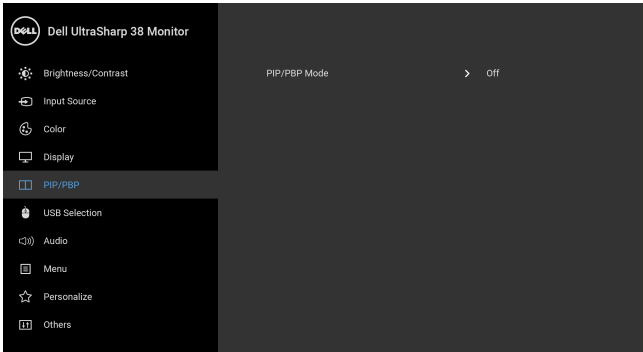 DELL Dell UltraSharp 38 Monitor
Brightness/Contrast
PIP/PBP Mode Off
Input Source
Color
Display
PIP/PBP
USB Selection
Audio
Menu
Personalize
Others